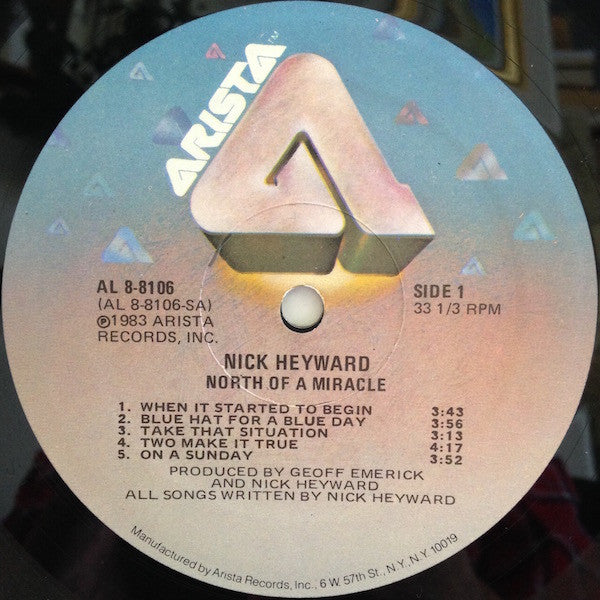 ARISTA™
AL 8-8106
(AL 8-8106-SA)
℗1983 ARISTA
RECORDS, INC.
SIDE 1
33 1/3 RPM
NICK HEYWARD
NORTH OF A MIRACLE
1. WHEN IT STARTED TO BEGIN 3:43
2. BLUE HAT FOR A BLUE DAY 3:56
3. TAKE THAT SITUATION 3:13
4. TWO MAKE IT TRUE 4:17
5. ON A SUNDAY 3:52
PRODUCED BY GEOFF EMERICK
AND NICK HEYWARD
ALL SONGS WRITTEN BY NICK HEYWARD
Manufactured by Arista Records, Inc., 6 W. 57th St., N.Y., N.Y. 10019